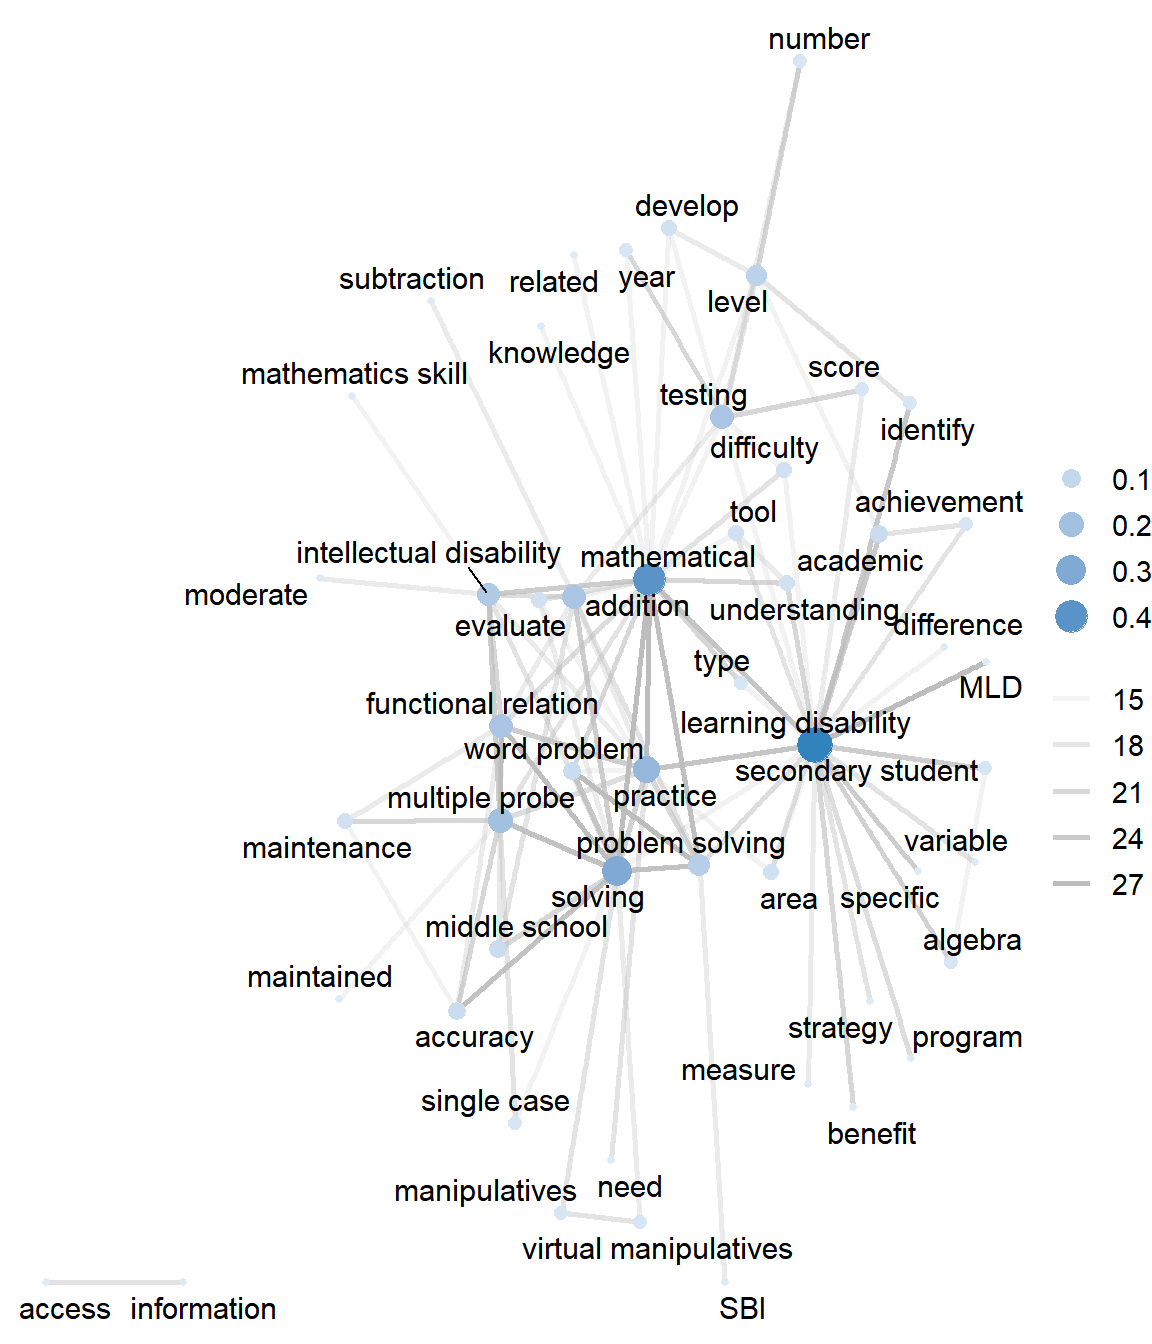 number
develop
subtraction
related
year
level
knowledge
mathematics skill
score
testing
identify
difficulty
0.1
achievement
tool
0.2
intellectual disability
mathematical
academic
0.3
moderate
addition
understanding
0.4
evaluate
difference
type
MLD
functional relation
15
learning disability
word problem
18
secondary student
multiple probe
practice
21
maintenance
problem solving
variable
24
solving
area
specific
27
middle school
algebra
maintained
accuracy
strategy
program
measure
single case
benefit
manipulatives
need
virtual manipulatives
access
information
SBI